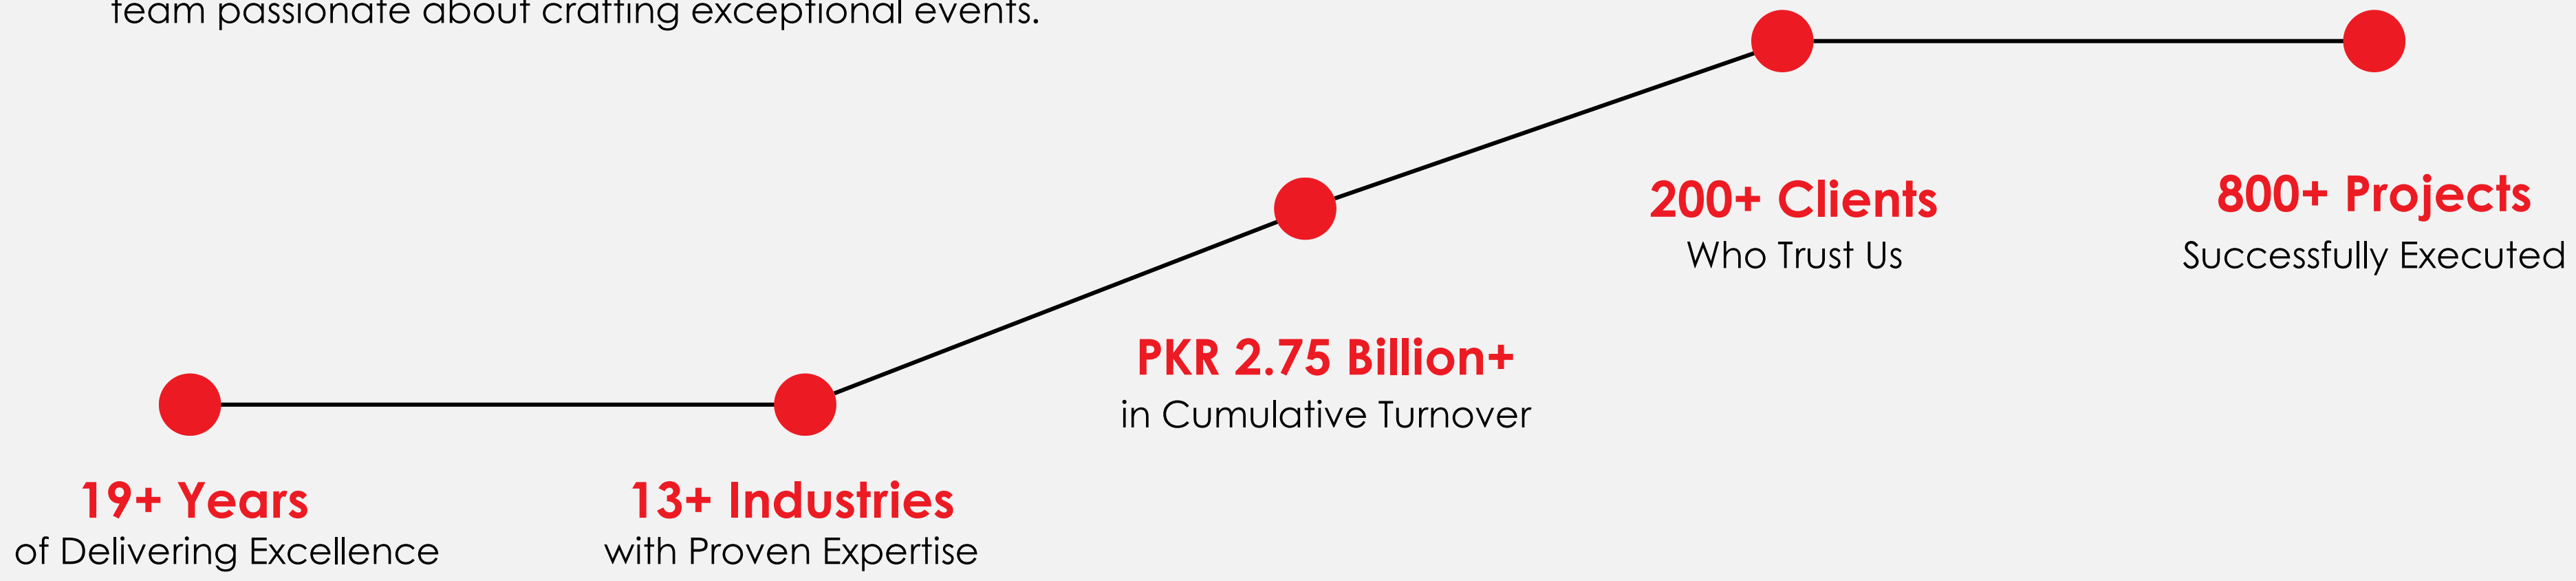 team passionate about crafting exceptional events.
200+ Clients
Who Trust Us
800+ Projects
Successfully Executed
PKR 2.75 Billion+
in Cumulative Turnover
19+ Years
of Delivering Excellence
13+ Industries
with Proven Expertise